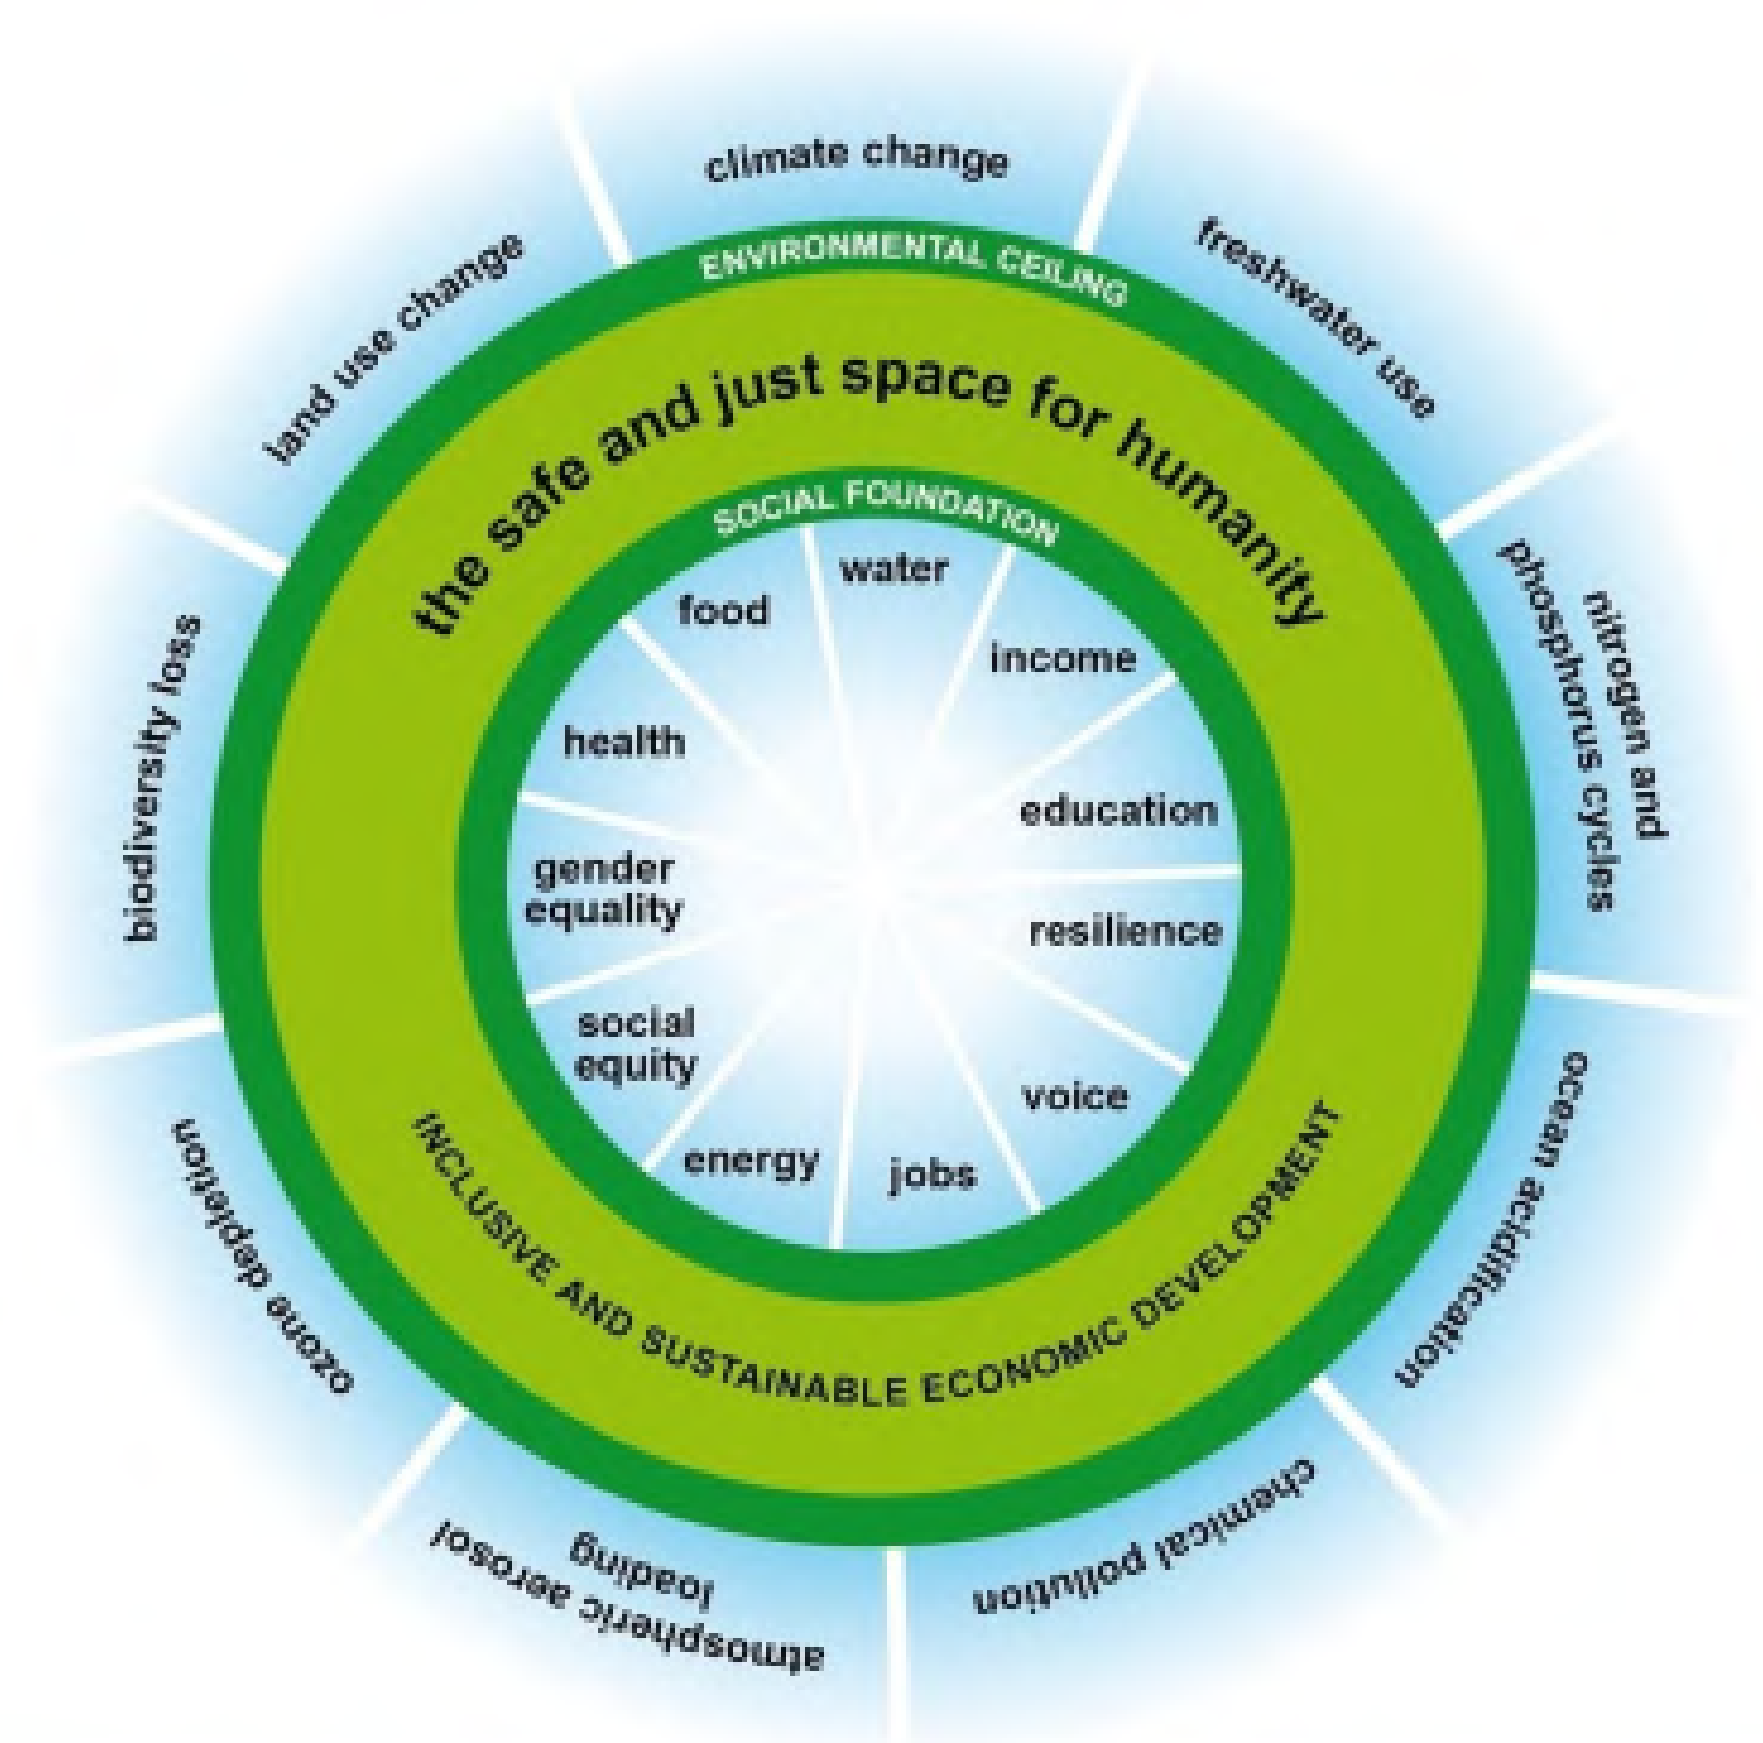 climate change
freshwater use
nitrogen and
phosphorus cycles
ocean acidification
chemical pollution
atmospheric aerosol
loading
ozone depletion
biodiversity loss
land use change
ENVIRONMENTAL CEILING
the safe and just space for humanity
SOCIAL FOUNDATION
water
income
education
resilience
voice
jobs
energy
social
equity
gender
equality
health
food
INCLUSIVE AND SUSTAINABLE ECONOMIC DEVELOPMENT